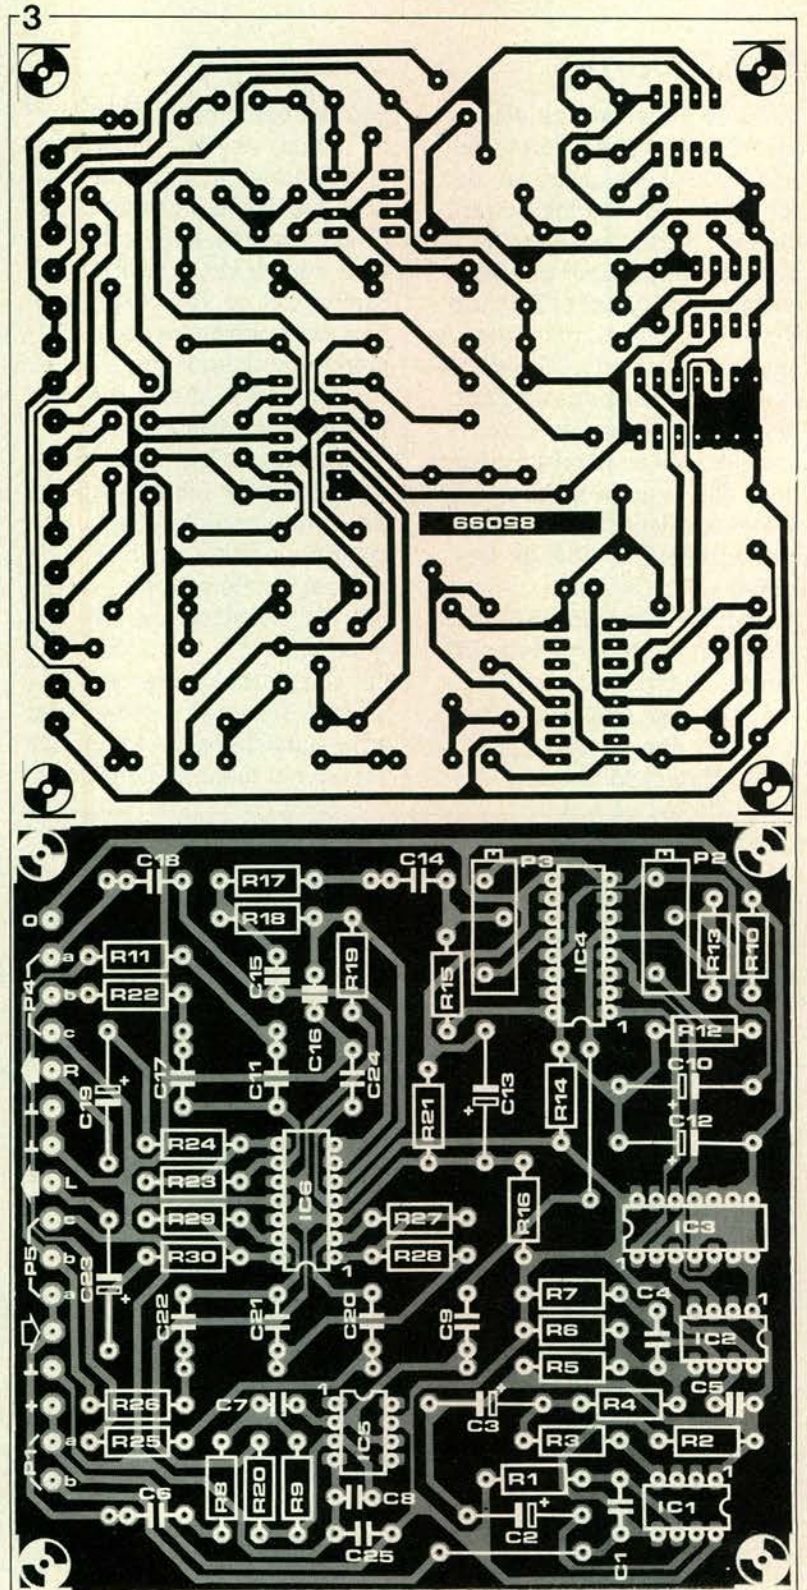 3
85099
C18
R17
C14
P3
P2
0
R18
a
R11
C15
R19
R15
IC4
R13
R10
P4
b
R22
C16
c
1
R12
R
C19
+
C17
C11
C24
R21
C13
+
R14
C10
+
C12
+
R24
L
R23
IC6
R16
c
R29
R27
IC3
P5
b
R30
1
R28
1
a
C23
+
R7
C4
1
C22
C21
C20
C9
R6
IC2
R5
+
R26
C7
1
C3
+
R4
C5
P1
a
R25
IC5
R3
R2
b
R8
R20
R9
R1
1
C6
C8
C2
+
C1
IC1
C25